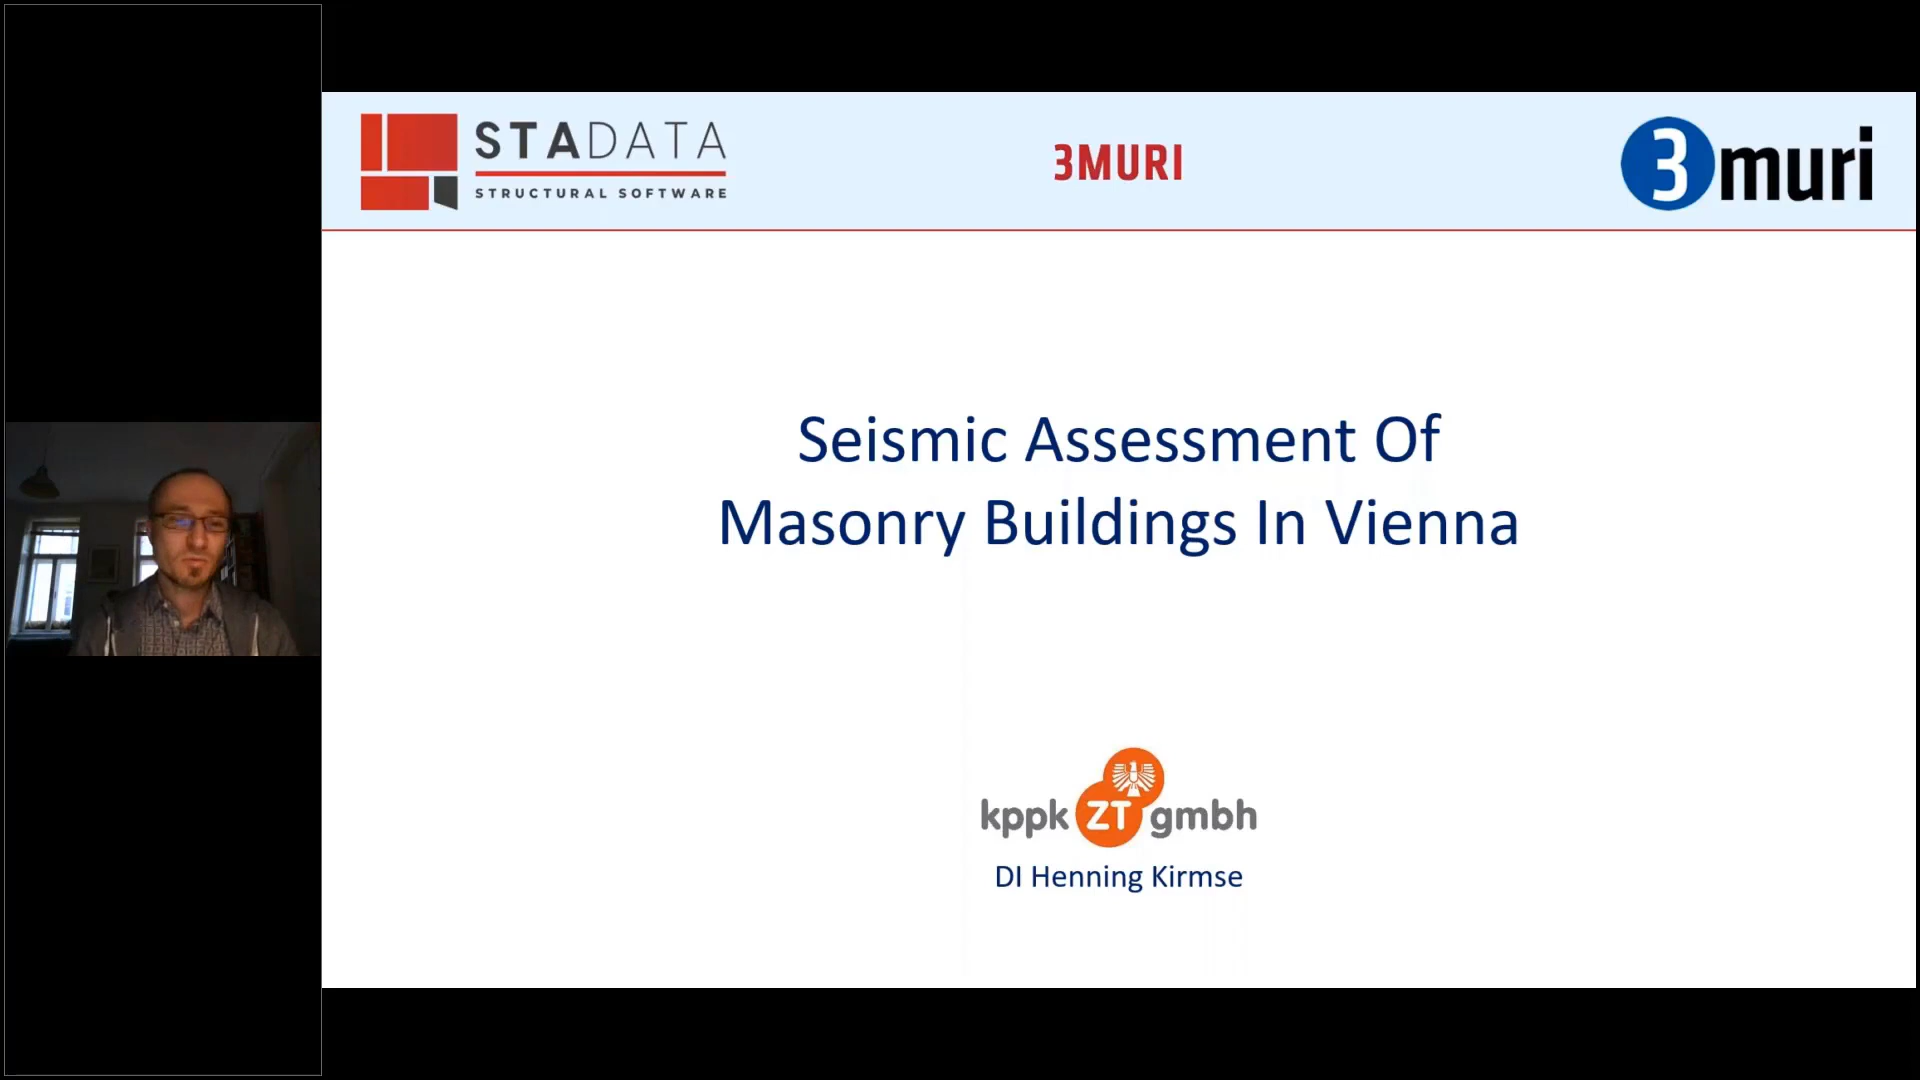 STADATA
STRUCTURAL SOFTWARE
3MURI
3muri
Seismic Assessment Of
Masonry Buildings In Vienna
kppk ZT gmbh
DI Henning Kirmse